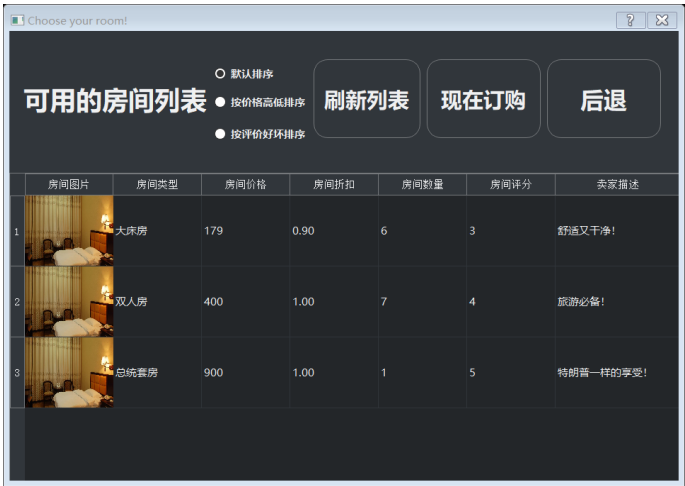 Choose your room!
可用的房间列表
默认排序
按价格高低排序
按评价好坏排序
刷新列表
现在订购
后退
房间图片 房间类型 房间价格 房间折扣 房间数量 房间评分 卖家描述
1 大床房 179 0.90 6 3 舒适又干净!
2 双人房 400 1.00 7 4 旅游必备!
3 总统套房 900 1.00 1 5 特朗普一样的享受!